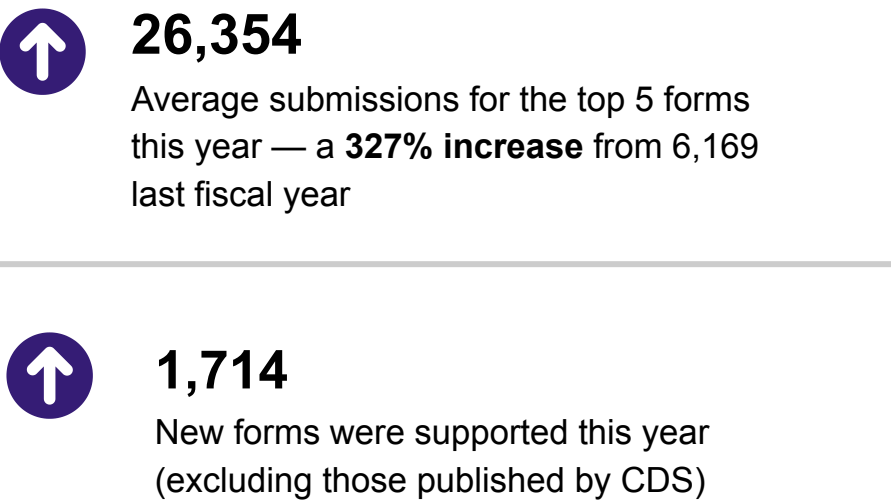 26,354
Average submissions for the top 5 forms
this year — a 327% increase from 6,169
last fiscal year
1,714
New forms were supported this year
(excluding those published by CDS)